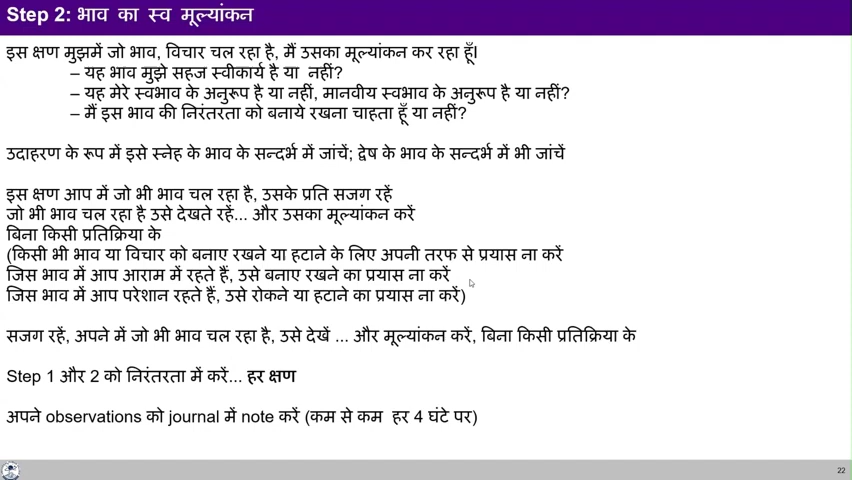 Step 2: भाव का स्व मूल्यांकन
इस क्षण मुझमें जो भाव, विचार चल रहा है, मैं उसका मूल्यांकन कर रहा हूँ।
– यह भाव मुझे सहज स्वीकार्य है या नहीं?
– यह मेरे स्वभाव के अनुरूप है या नहीं, मानवीय स्वभाव के अनुरूप है या नहीं?
– मैं इस भाव की निरंतरता को बनाये रखना चाहता हूँ या नहीं?
उदाहरण के रूप में इसे स्नेह के भाव के सन्दर्भ में जांचें; द्वेष के भाव के सन्दर्भ में भी जांचें
इस क्षण आप में जो भी भाव चल रहा है, उसके प्रति सजग रहें
जो भी भाव चल रहा है उसे देखते रहें... और उसका मूल्यांकन करें
बिना किसी प्रतिक्रिया के
(किसी भी भाव या विचार को बनाए रखने या हटाने के लिए अपनी तरफ से प्रयास ना करें
जिस भाव में आप आराम में रहते हैं, उसे बनाए रखने का प्रयास ना करें
जिस भाव में आप परेशान रहते हैं, उसे रोकने या हटाने का प्रयास ना करें)
सजग रहें, अपने में जो भी भाव चल रहा है, उसे देखें ... और मूल्यांकन करें, बिना किसी प्रतिक्रिया के
Step 1 और 2 को निरंतरता में करें... हर क्षण
अपने observations को journal में note करें (कम से कम हर 4 घंटे पर)
22